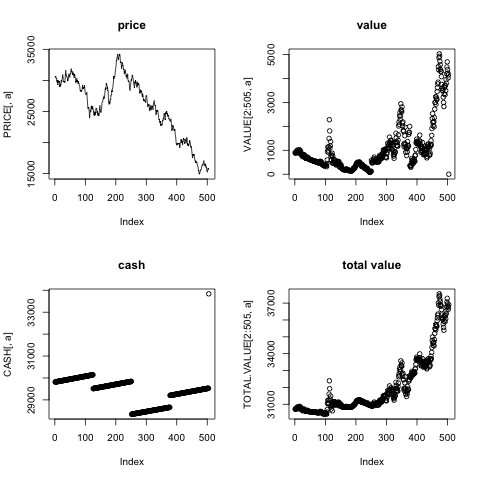 price
PRICE[, a]
15000
25000
35000
0 100 200 300 400 500
Index
value
VALUE[2:505, a]
0
1000
3000
5000
0 100 200 300 400 500
Index
cash
CASH[, a]
29000
31000
33000
0 100 200 300 400 500
Index
total value
TOTAL.VALUE[2:505, a]
31000
34000
37000
0 100 200 300 400 500
Index